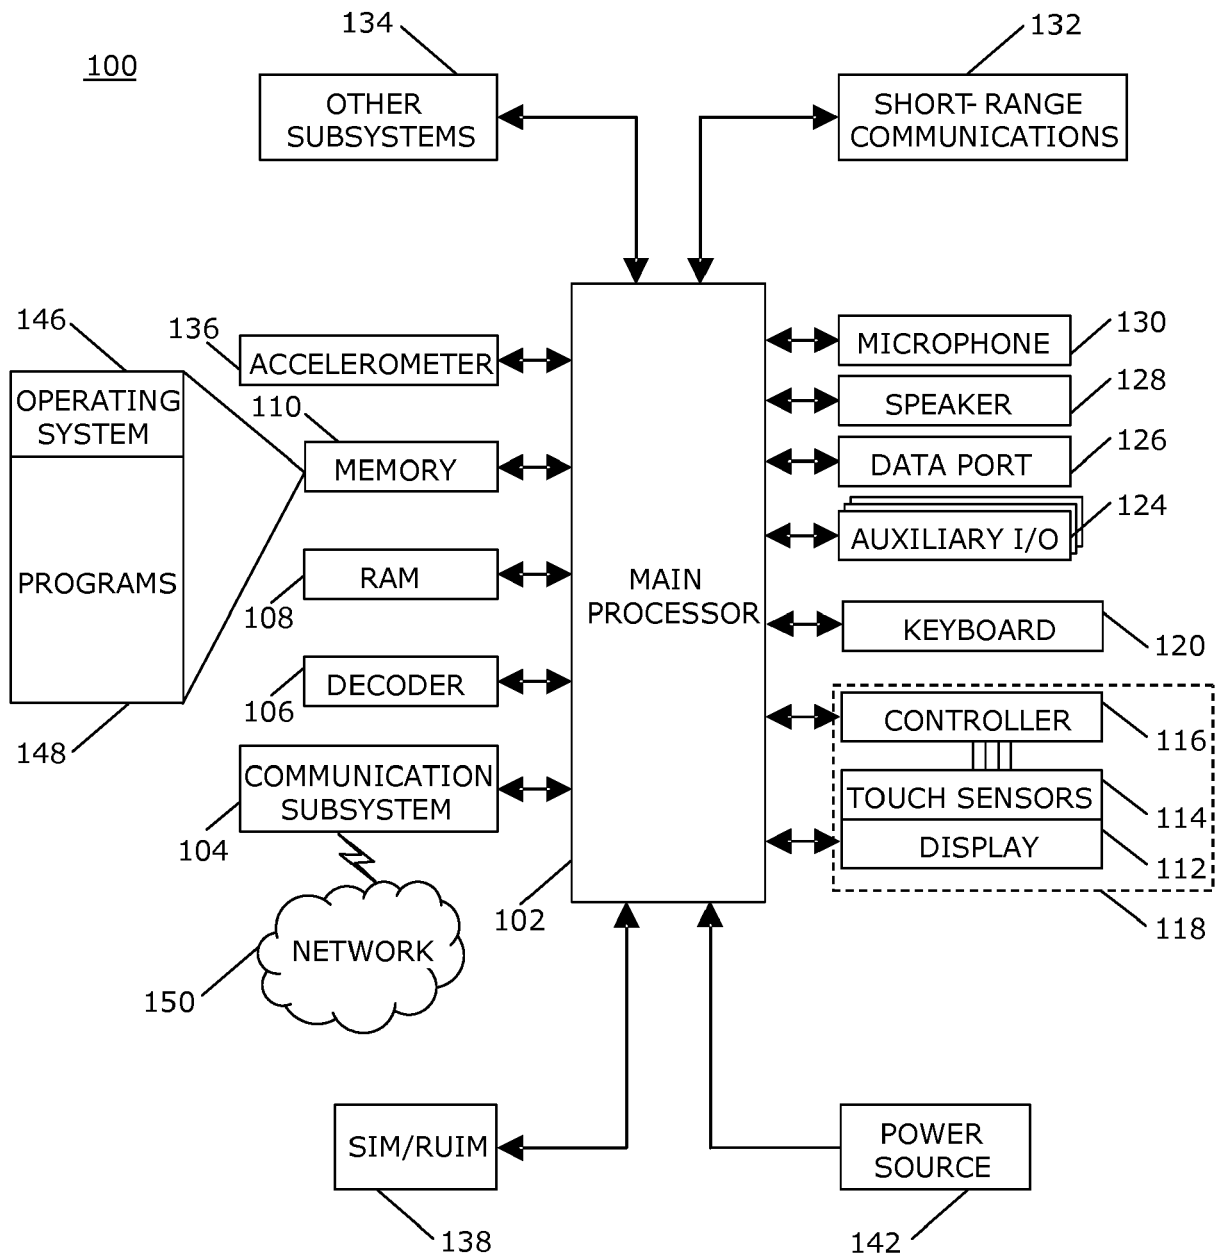 100
134
132
OTHER
SUBSYSTEMS
SHORT-RANGE
COMMUNICATIONS
146
136
ACCELEROMETER
MICROPHONE
130
OPERATING
SYSTEM
110
MEMORY
SPEAKER
128
DATA PORT
126
PROGRAMS
RAM
108
MAIN
PROCESSOR
AUXILIARY I/O
124
KEYBOARD
120
DECODER
106
148
CONTROLLER
116
COMMUNICATION
SUBSYSTEM
104
TOUCH SENSORS
114
DISPLAY
112
102
118
NETWORK
150
SIM/RUIM
138
POWER
SOURCE
142